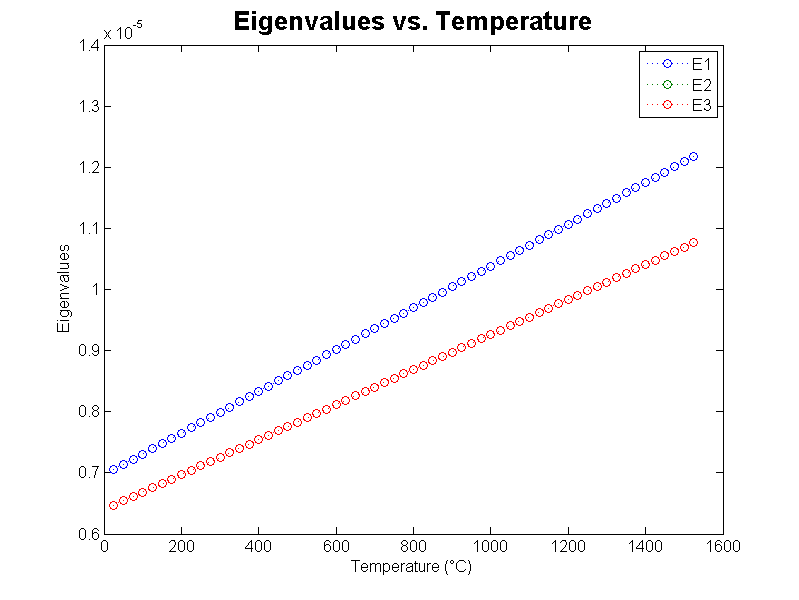 Eigenvalues vs. Temperature
x 10-5
1.4
1.3
1.2
1.1
1
0.9
0.8
0.7
0.6
Eigenvalues
E1
E2
E3
0 200 400 600 800 1000 1200 1400 1600
Temperature (°C)